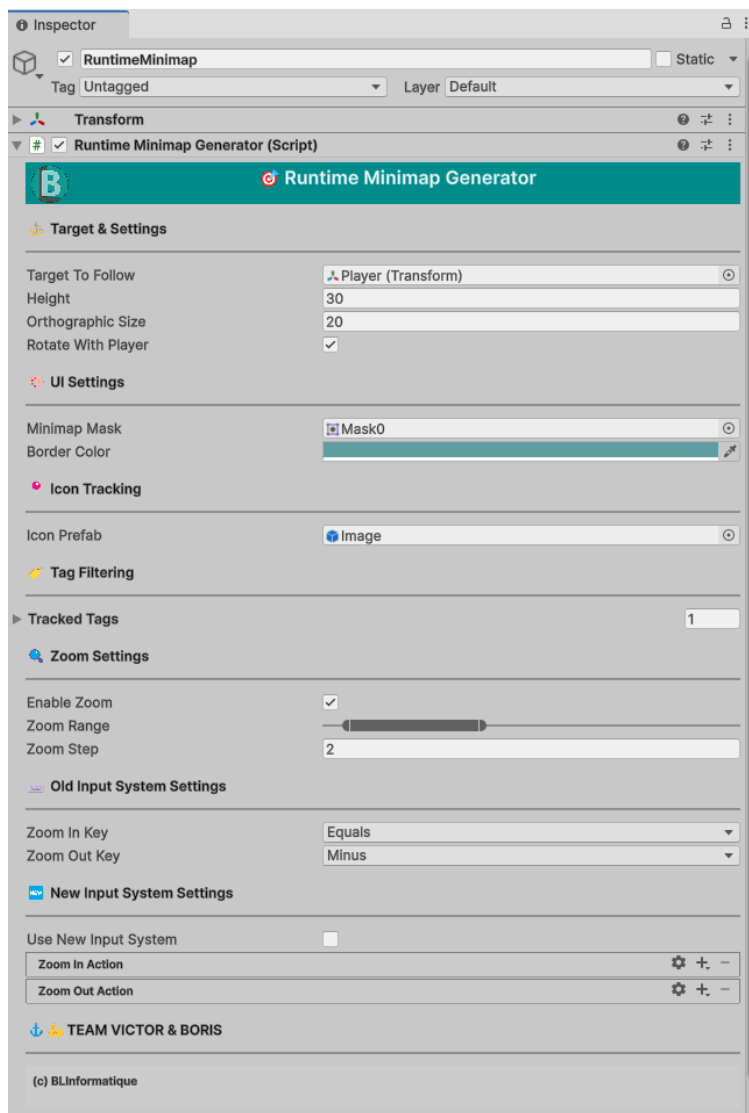 Inspector
RuntimeMinimap Static
Tag Untagged Layer Default
Transform
# Runtime Minimap Generator (Script)
B Runtime Minimap Generator
Target & Settings
Target To Follow Player (Transform)
Height 30
Orthographic Size 20
Rotate With Player
UI Settings
Minimap Mask Mask0
Border Color
Icon Tracking
Icon Prefab Image
Tag Filtering
Tracked Tags 1
Zoom Settings
Enable Zoom
Zoom Range
Zoom Step 2
Old Input System Settings
Zoom In Key Equals
Zoom Out Key Minus
NEW New Input System Settings
Use New Input System
Zoom In Action
Zoom Out Action
TEAM VICTOR & BORIS
(c) BLInformatique